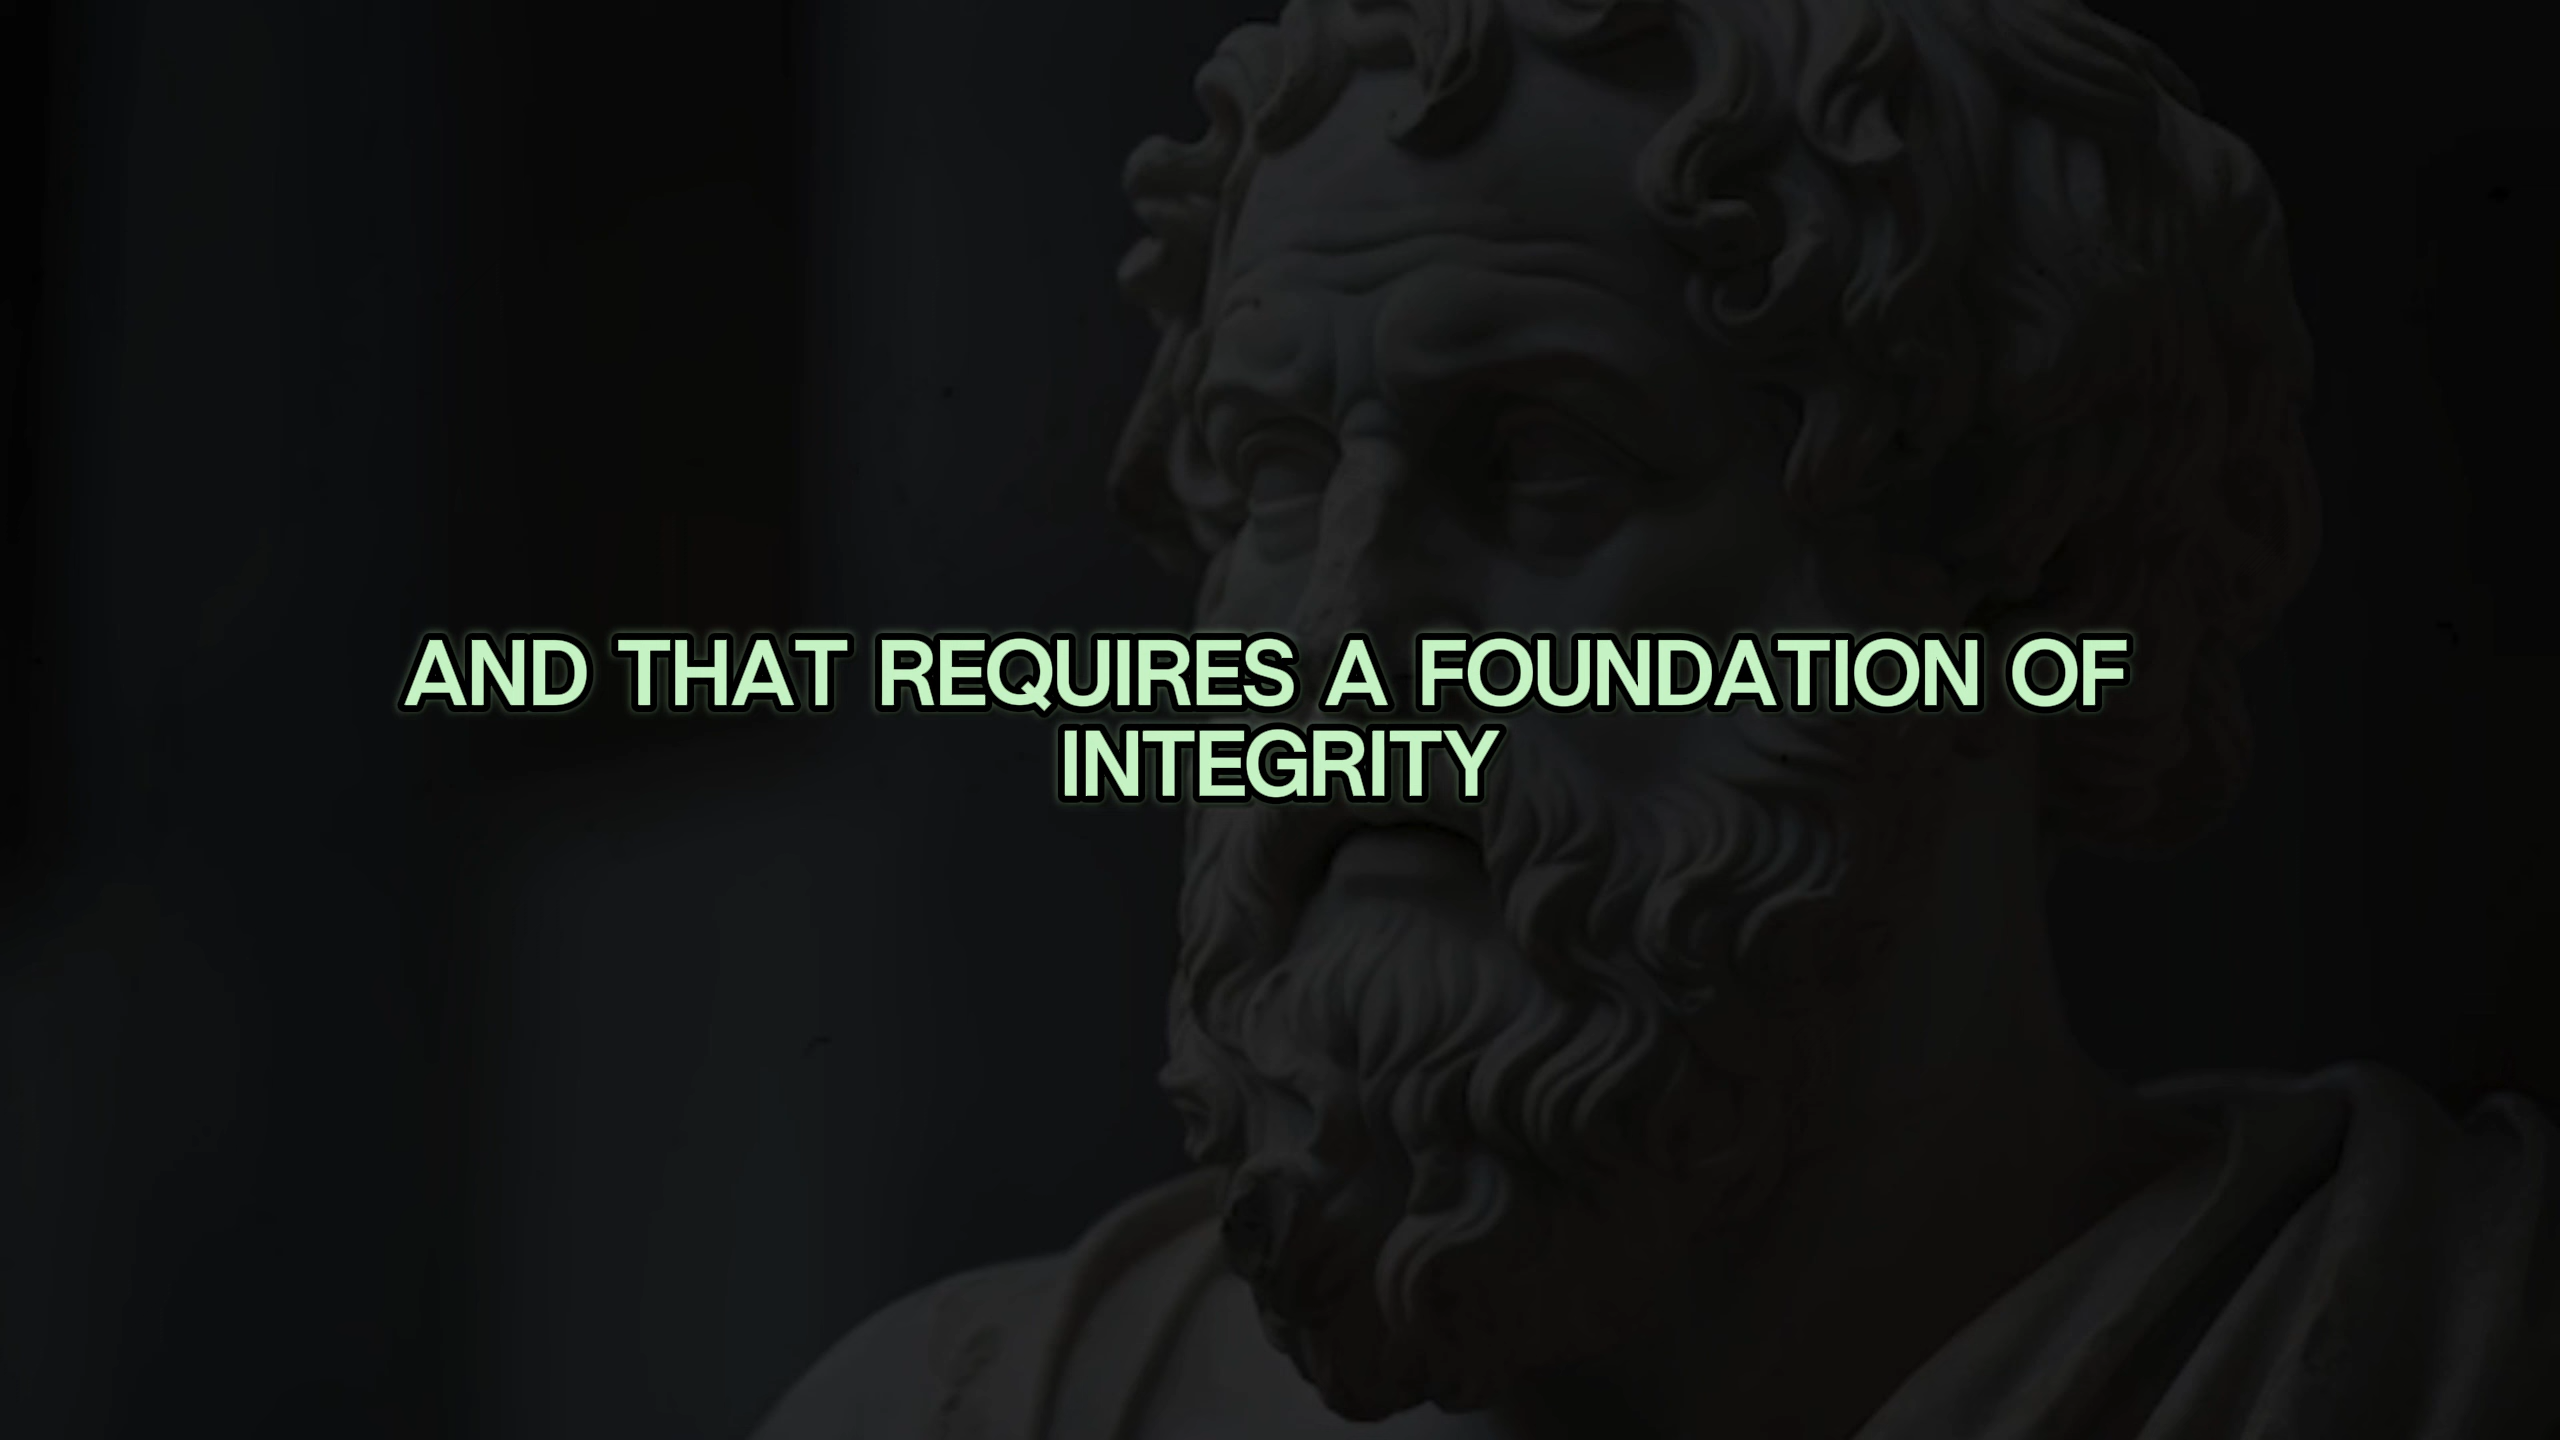 AND THAT REQUIRES A FOUNDATION OF
INTEGRITY